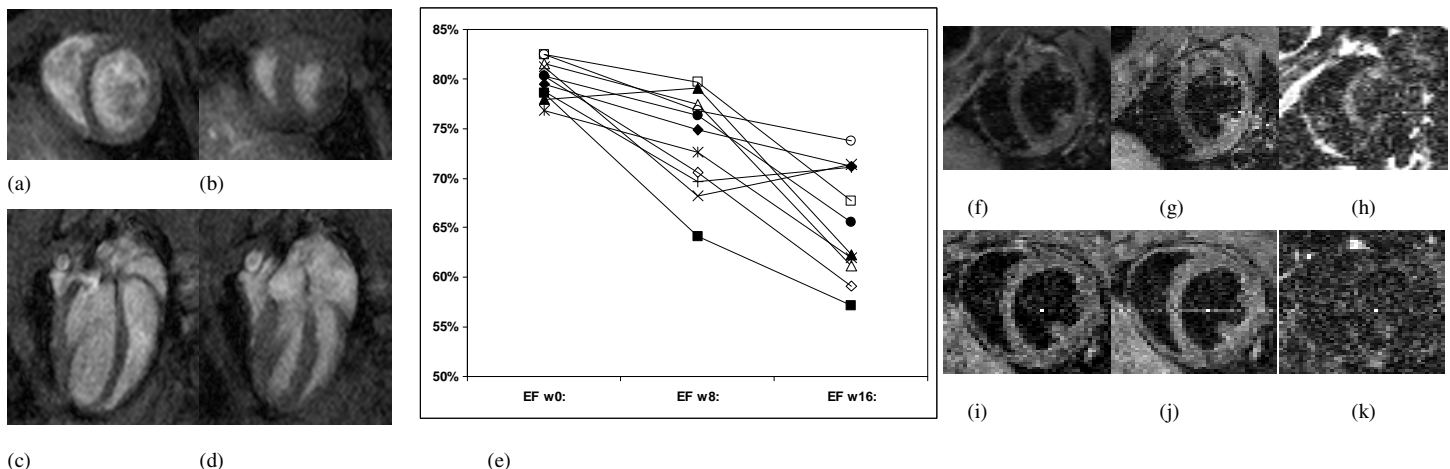 (a)
(b)
(c)
(d)
85%
80%
75%
70%
65%
60%
55%
50%
EF w0:
EF w8:
EF w16:
(e)
(f)
(g)
(h)
(i)
(j)
(k)